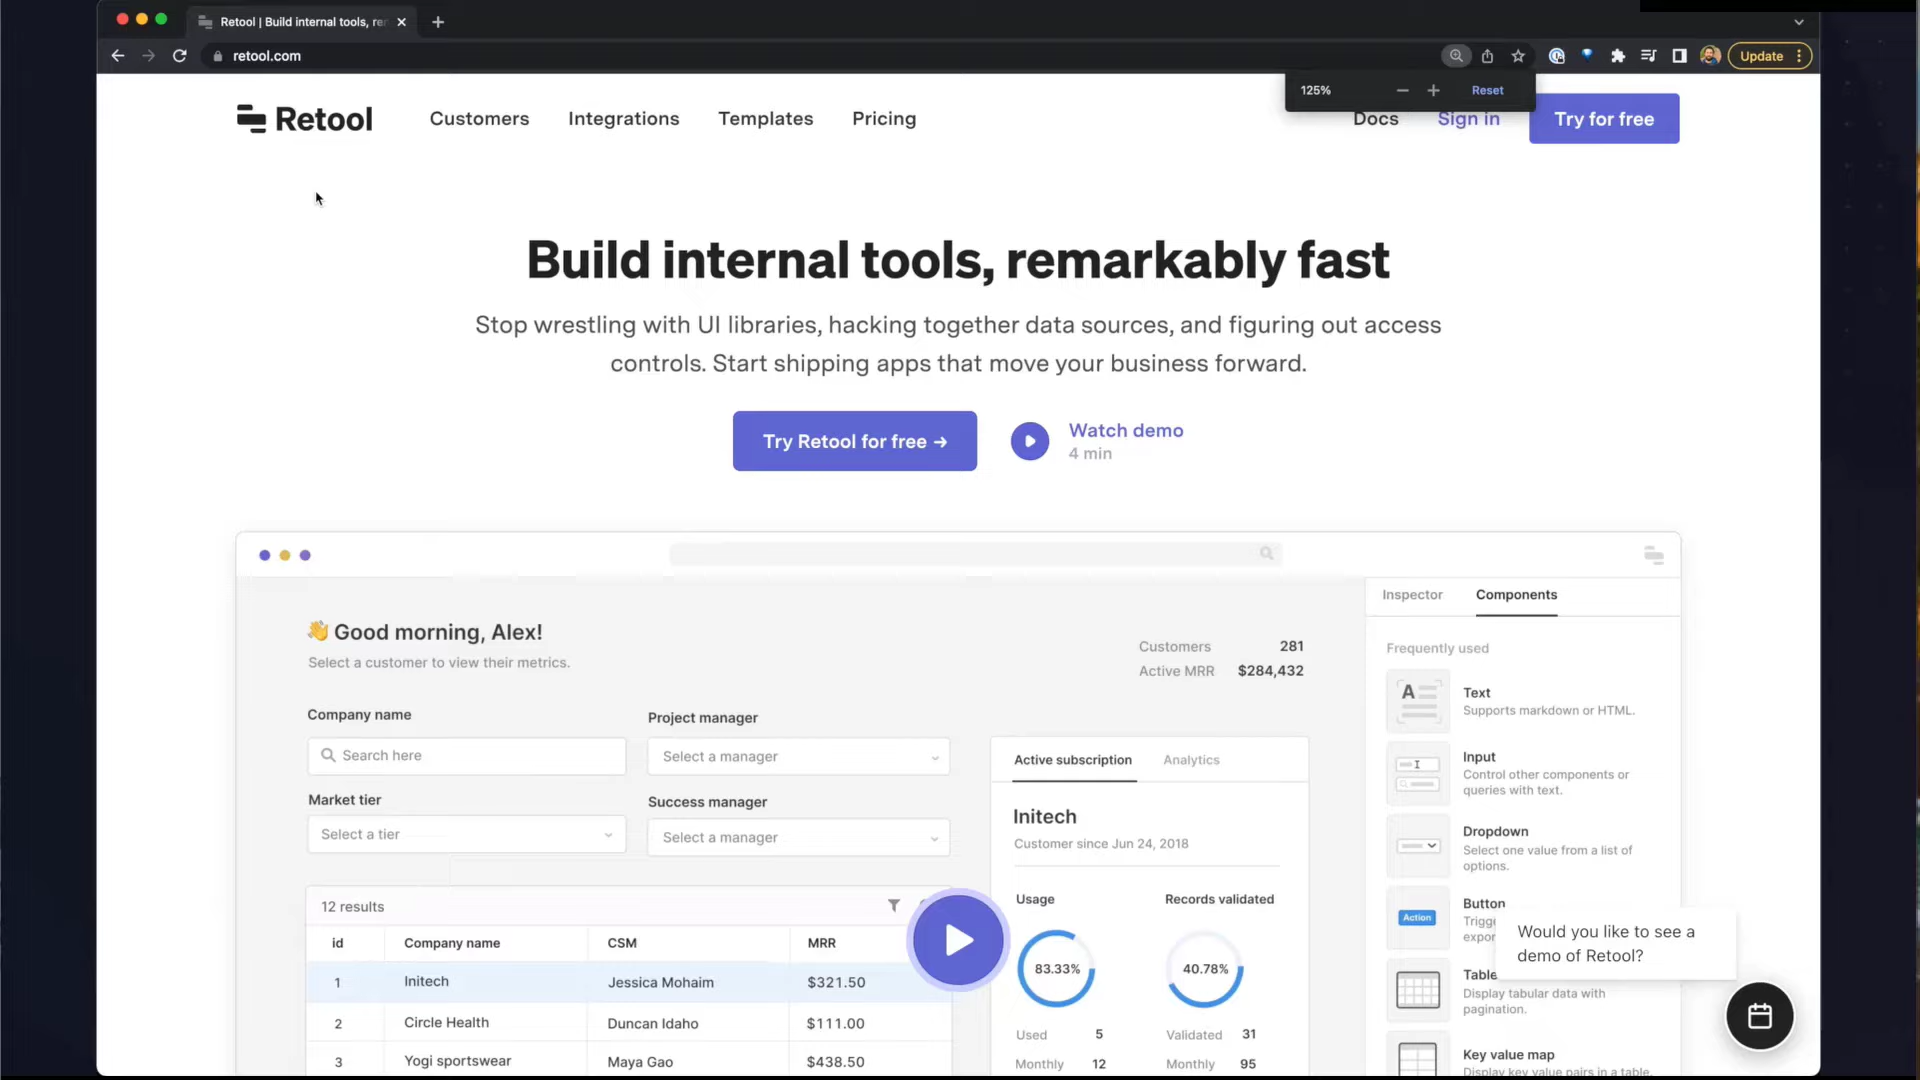 Retool | Build internal tools, re
retool.com
Update
125%
Reset
Retool
Customers
Integrations
Templates
Pricing
Docs
Sign in
Try for free
Build internal tools, remarkably fast
Stop wrestling with UI libraries, hacking together data sources, and figuring out access
controls. Start shipping apps that move your business forward.
Try Retool for free →
Watch demo
4 min
👋 Good morning, Alex!
Select a customer to view their metrics.
Customers 281
Active MRR $284,432
Company name
Search here
Project manager
Select a manager
Market tier
Select a tier
Success manager
Select a manager
12 results
id Company name CSM MRR
1 Initech Jessica Mohaim $321.50
2 Circle Health Duncan Idaho $111.00
3 Yogi sportswear Maya Gao $438.50
Active subscription
Analytics
Initech
Customer since Jun 24, 2018
Usage
Records validated
83.33%
40.78%
Used 5
Validated 31
Monthly 12
Monthly 95
Inspector
Components
Frequently used
A
Text
Supports markdown or HTML.
Input
Control other components or
queries with text.
Dropdown
Select one value from a list of
options.
Action
Button
Trigge
expor
Table
Display tabular data with
pagination.
Key value map
Display key value pairs in a table.
Would you like to see a
demo of Retool?